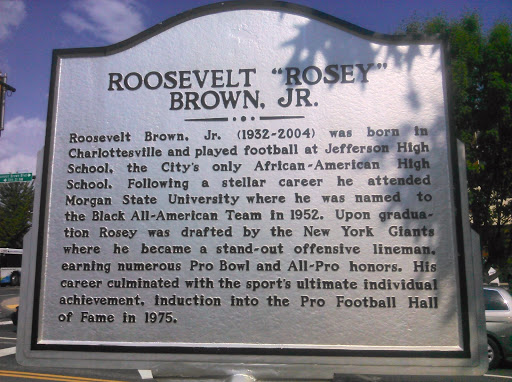 ROOSEVELT "ROSEY"
BROWN, JR.
Roosevelt Brown, Jr. (1932-2004) was born in
Charlottesville and played football at Jefferson High
School, the City's only African-American High
School. Following a stellar career he attended
Morgan State University where he was named to
the Black All-American Team in 1952. Upon gradua-
tion Rosey was drafted by the New York Giants
where he became a stand-out offensive lineman,
earning numerous Pro Bowl and All-Pro honors. His
career culminated with the sport's ultimate individual
achievement, induction into the Pro Football Hall
of Fame in 1975.